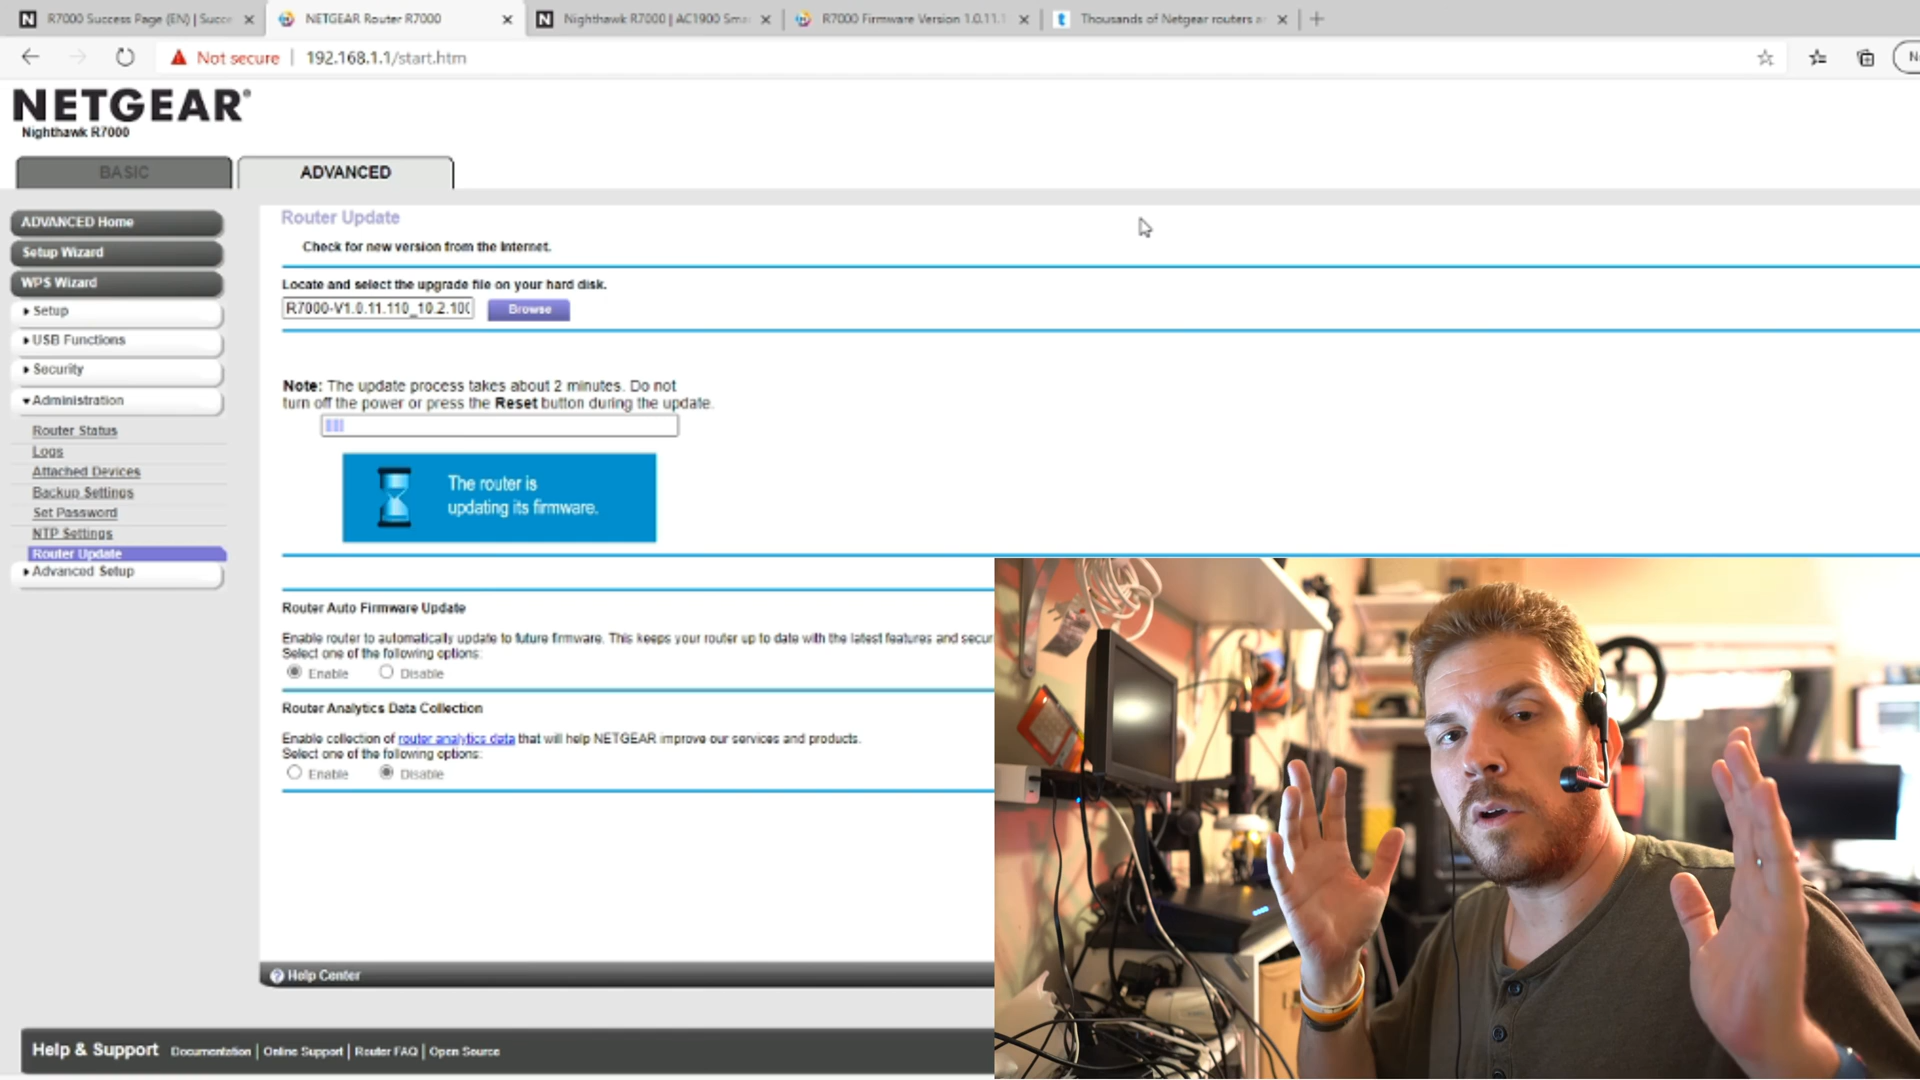 R7000 Success Page (EN) | Succe
NETGEAR Router R7000
Nighthawk R7000 | AC1900 Sma
R7000 Firmware Version 1.0.11.1
Thousands of Netgear routers a
Not secure | 192.168.1.1/start.htm
N
NETGEAR®
Nighthawk R7000
BASIC
ADVANCED
ADVANCED Home
Setup Wizard
WPS Wizard
Setup
USB Functions
Security
Administration
Router Status
Logs
Attached Devices
Backup Settings
Set Password
NTP Settings
Router Update
Advanced Setup
Router Update
Check for new version from the Internet.
Locate and select the upgrade file on your hard disk.
R7000-V1.0.11.110_10.2.10(
Browse
Note: The update process takes about 2 minutes. Do not
turn off the power or press the Reset button during the update.
The router is
updating its firmware.
Router Auto Firmware Update
Enable router to automatically update to future firmware. This keeps your router up to date with the latest features and secur
Select one of the following options:
Enable Disable
Router Analytics Data Collection
Enable collection of router analytics data that will help NETGEAR improve our services and products.
Select one of the following options:
Enable Disable
Help Center
Help & Support Documentation | Online Support | Router FAQ | Open Source